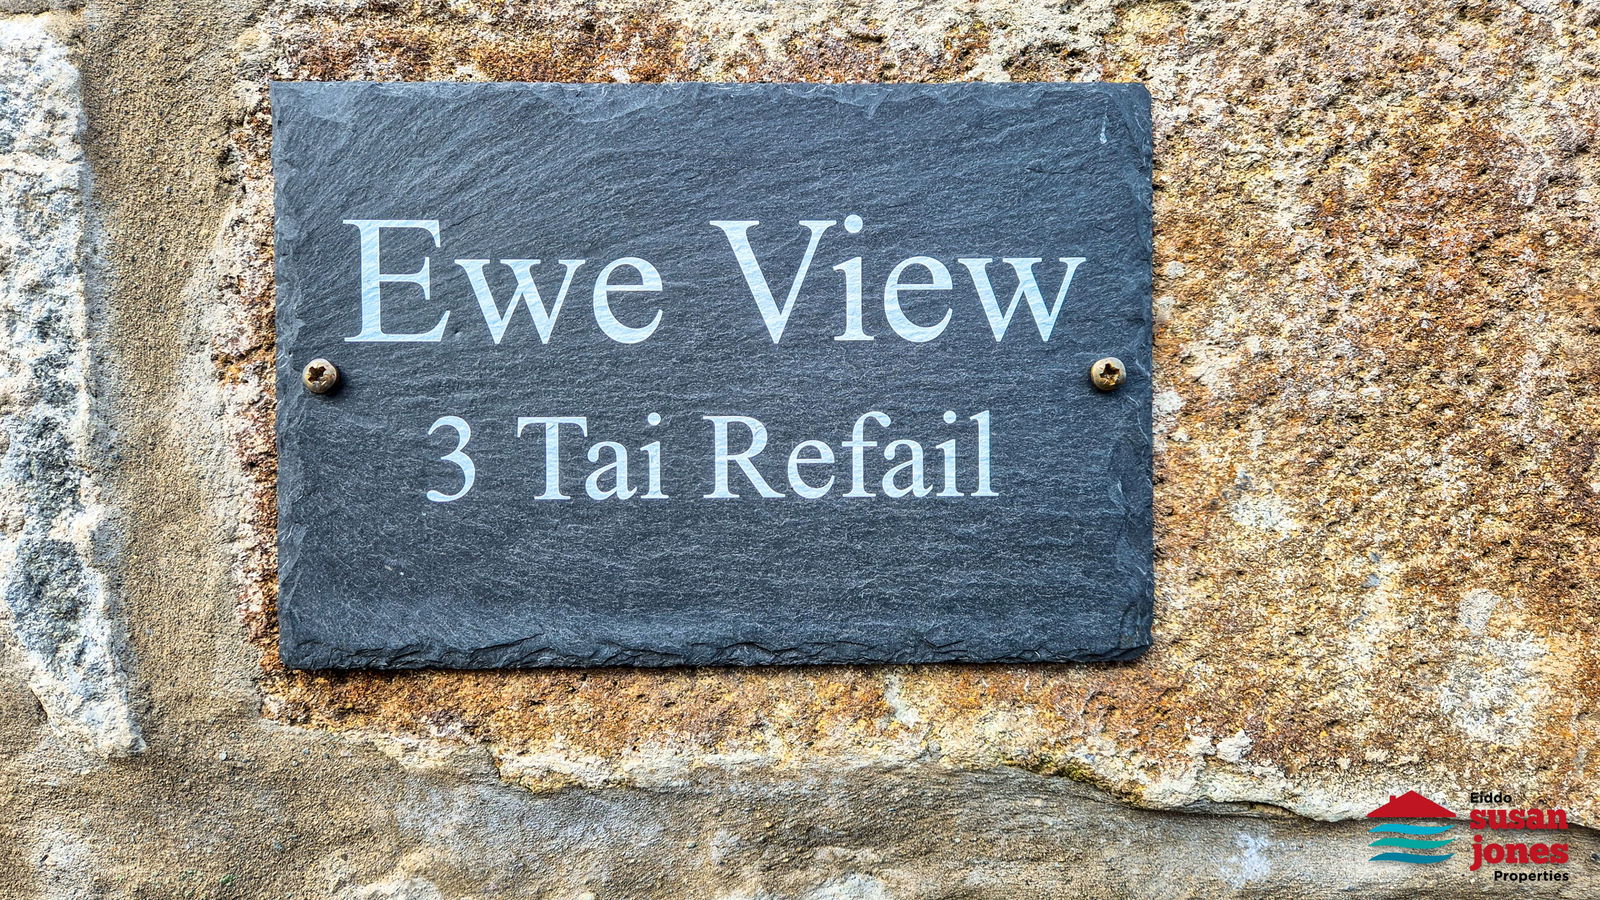 Ewe View
3 Tai Refail
Eiddo
susan
jones
Properties